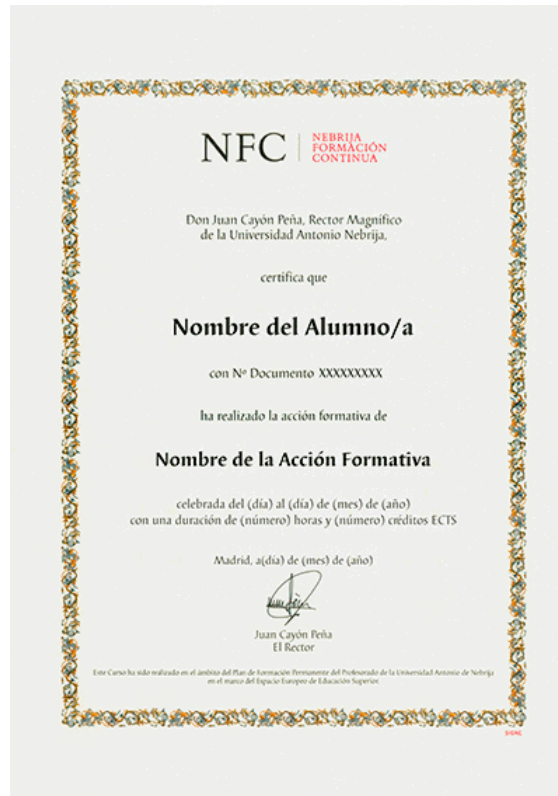 NFC
NEBRIJA
FORMACIÓN
CONTINUA
Don Juan Cayón Peña, Rector Magnífico
de la Universidad Antonio Nebrija,
certifica que
Nombre del Alumno/a
con Nº Documento XXXXXXXXX
ha realizado la acción formativa de
Nombre de la Acción Formativa
celebrada del (día) al (día) de (mes) de (año)
con una duración de (número) horas y (número) créditos ECTS
Madrid, a(día) de (mes) de (año)
Juan Cayón Peña
El Rector
Este Curso ha sido realizado en el ámbito del Plan de Formación Permanente del Profesorado de la Universidad Antonio de Nebrija
en el marco del Espacio Europeo de Educación Superior